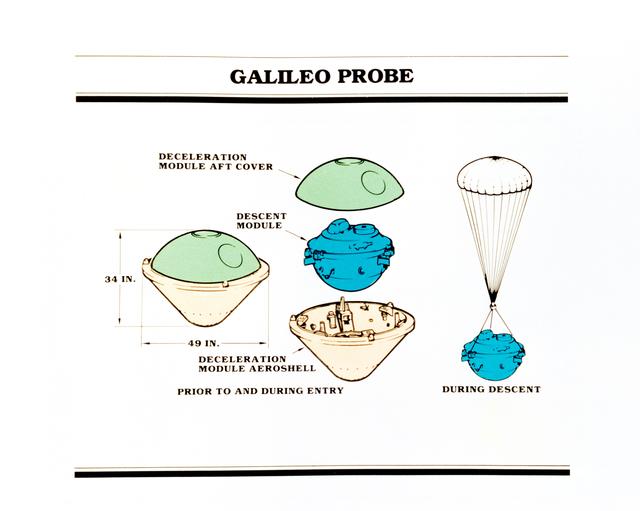 GALILEO PROBE
DECELERATION
MODULE AFT COVER
DESCENT
MODULE
34 IN.
49 IN.
DECELERATION
MODULE AEROSHELL
PRIOR TO AND DURING ENTRY
DURING DESCENT